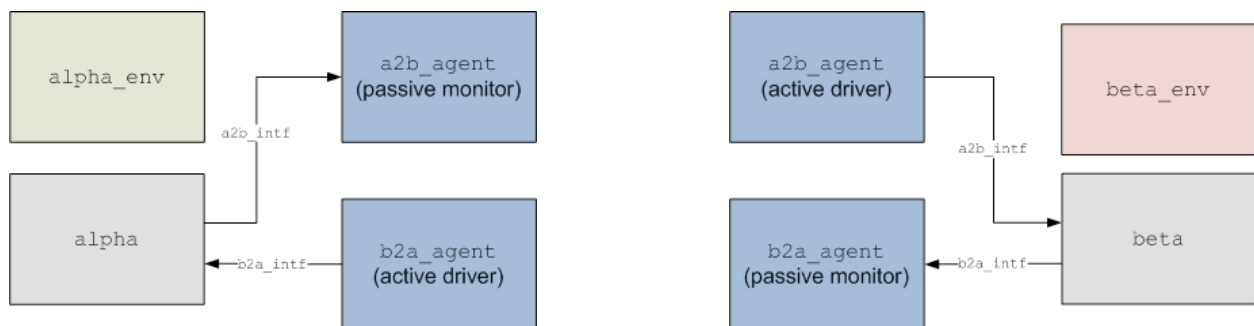 alpha_env
a2b_agent
(passive monitor)
a2b_intf
alpha
b2a_intf
b2a_agent
(active driver)
a2b_agent
(active driver)
beta_env
a2b_intf
b2a_agent
(passive monitor)
b2a_intf
beta